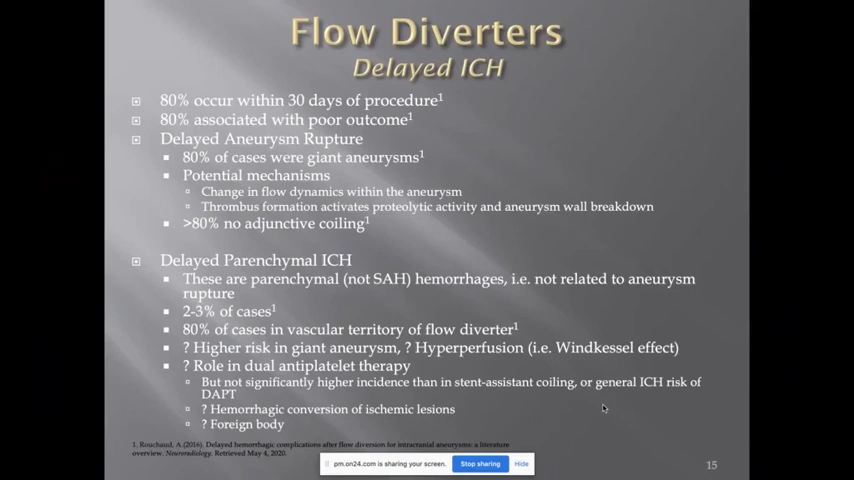 Flow Diverters
Delayed ICH
80% occur within 30 days of procedure1
80% associated with poor outcome1
Delayed Aneurysm Rupture
80% of cases were giant aneurysms1
Potential mechanisms
Change in flow dynamics within the aneurysm
Thrombus formation activates proteolytic activity and aneurysm wall breakdown
>80% no adjunctive coiling1
Delayed Parenchymal ICH
These are parenchymal (not SAH) hemorrhages, i.e. not related to aneurysm
rupture
2-3% of cases1
80% of cases in vascular territory of flow diverter1
? Higher risk in giant aneurysm, ? Hyperperfusion (i.e. Windkessel effect)
? Role in dual antiplatelet therapy
But not significantly higher incidence than in stent-assistant coiling, or general ICH risk of
DAPT
? Hemorrhagic conversion of ischemic lesions
? Foreign body
1. Rouchaud, A.(2016). Delayed hemorrhagic complications after flow diversion for intracranial aneurysms: a literature
overview. Neuroradiology. Retrieved May 4, 2020.
pm.on24.com is sharing your screen. Stop sharing Hide
15